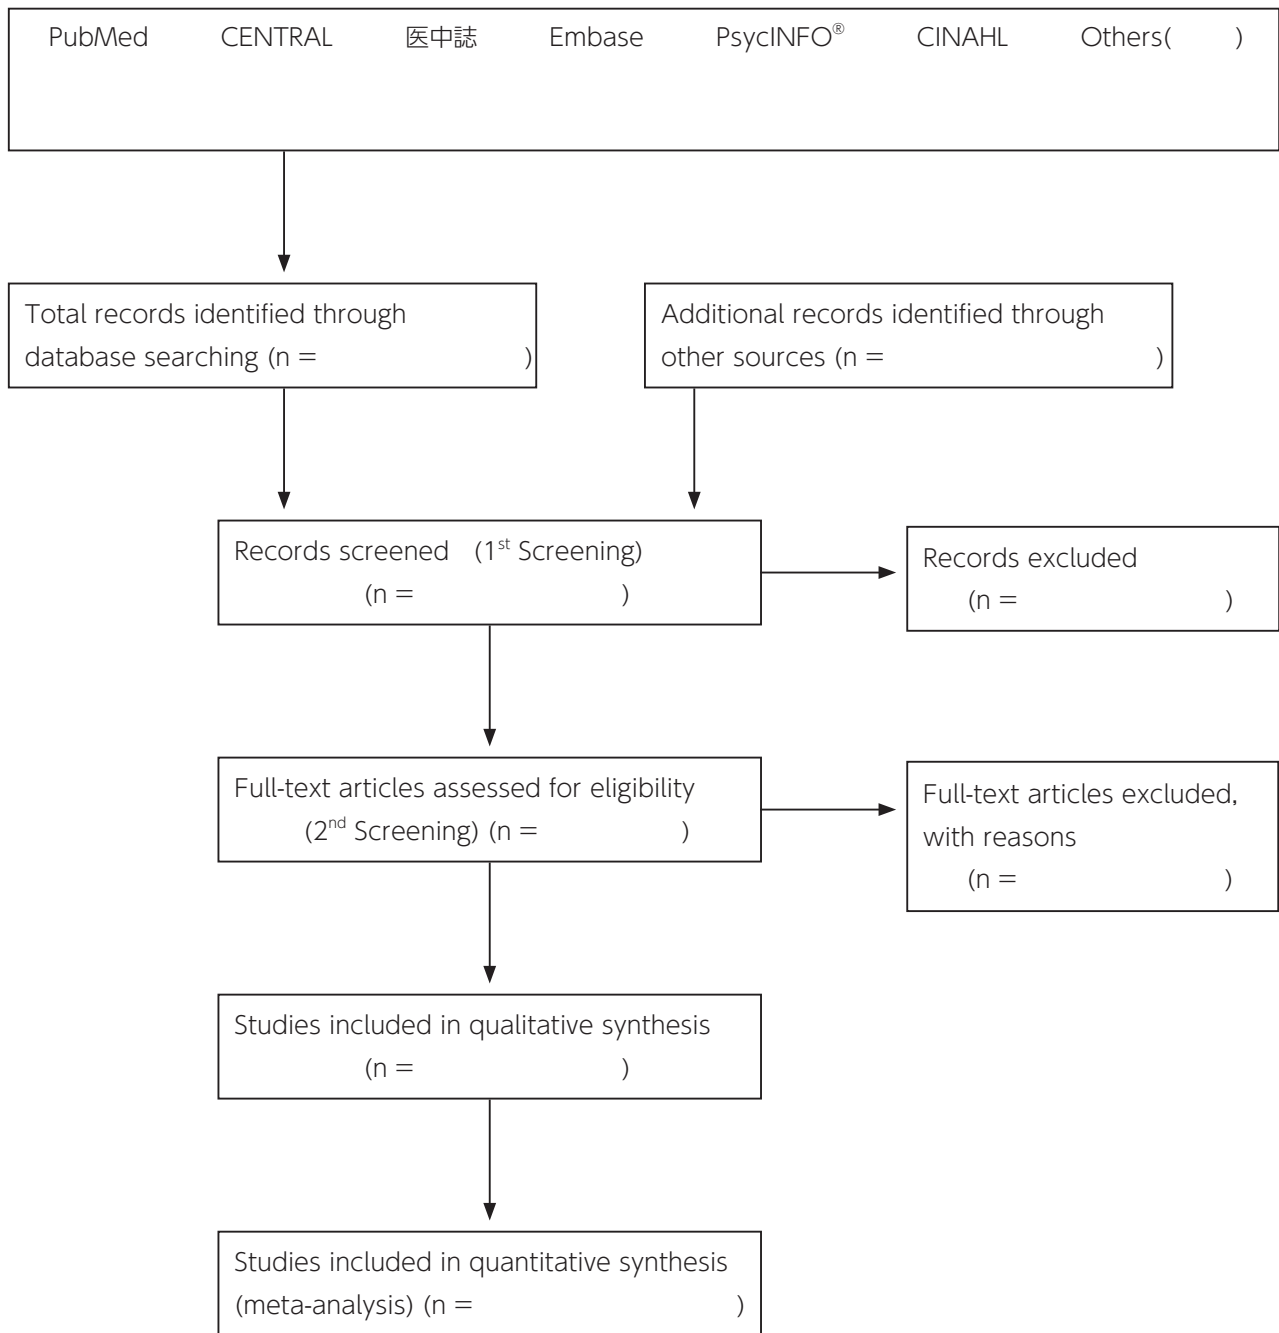 PubMed CENTRAL 医中誌 Embase PsycINFO® CINAHL Others( )
Total records identified through
database searching (n = )
Additional records identified through
other sources (n = )
Records screened (1st Screening)
(n = )
Records excluded
(n = )
Full-text articles assessed for eligibility
(2nd Screening) (n = )
Full-text articles excluded,
with reasons
(n = )
Studies included in qualitative synthesis
(n = )
Studies included in quantitative synthesis
(meta-analysis) (n = )